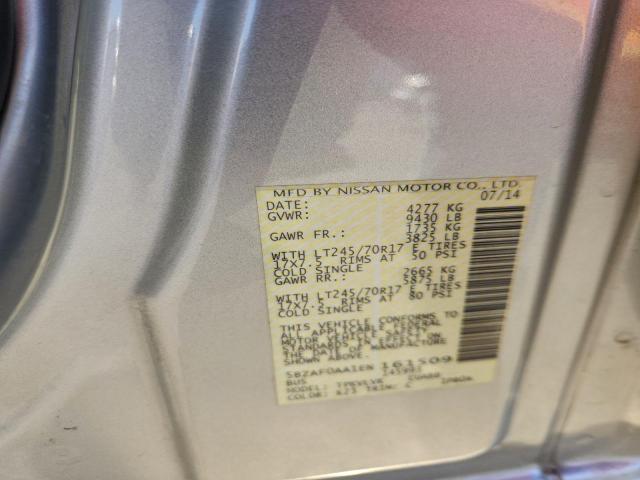 MFD BY NISSAN MOTOR CO., LTD.
DATE: 07/14
GVWR: 4277 KG
9430 LB
GAWR FR.: 1735 KG
3825 LB
WITH LT245/70R17 E TIRES
17X7.5 RIMS AT 50 PSI
COLD SINGLE
GAWR RR.: 2665 KG
5875 LB
WITH LT245/70R17 E TIRES
17X7.5 RIMS AT 80 PSI
COLD SINGLE
THIS VEHICLE CONFORMS TO
ALL APPLICABLE FEDERAL
MOTOR VEHICLE SAFETY
STANDARDS IN EFFECT ON
THE DATE OF MANUFACTURE
SHOWN ABOVE.
5BZAF0AA1EN 161509
BUS
MODEL:
COLOR: K23 TRIM: C